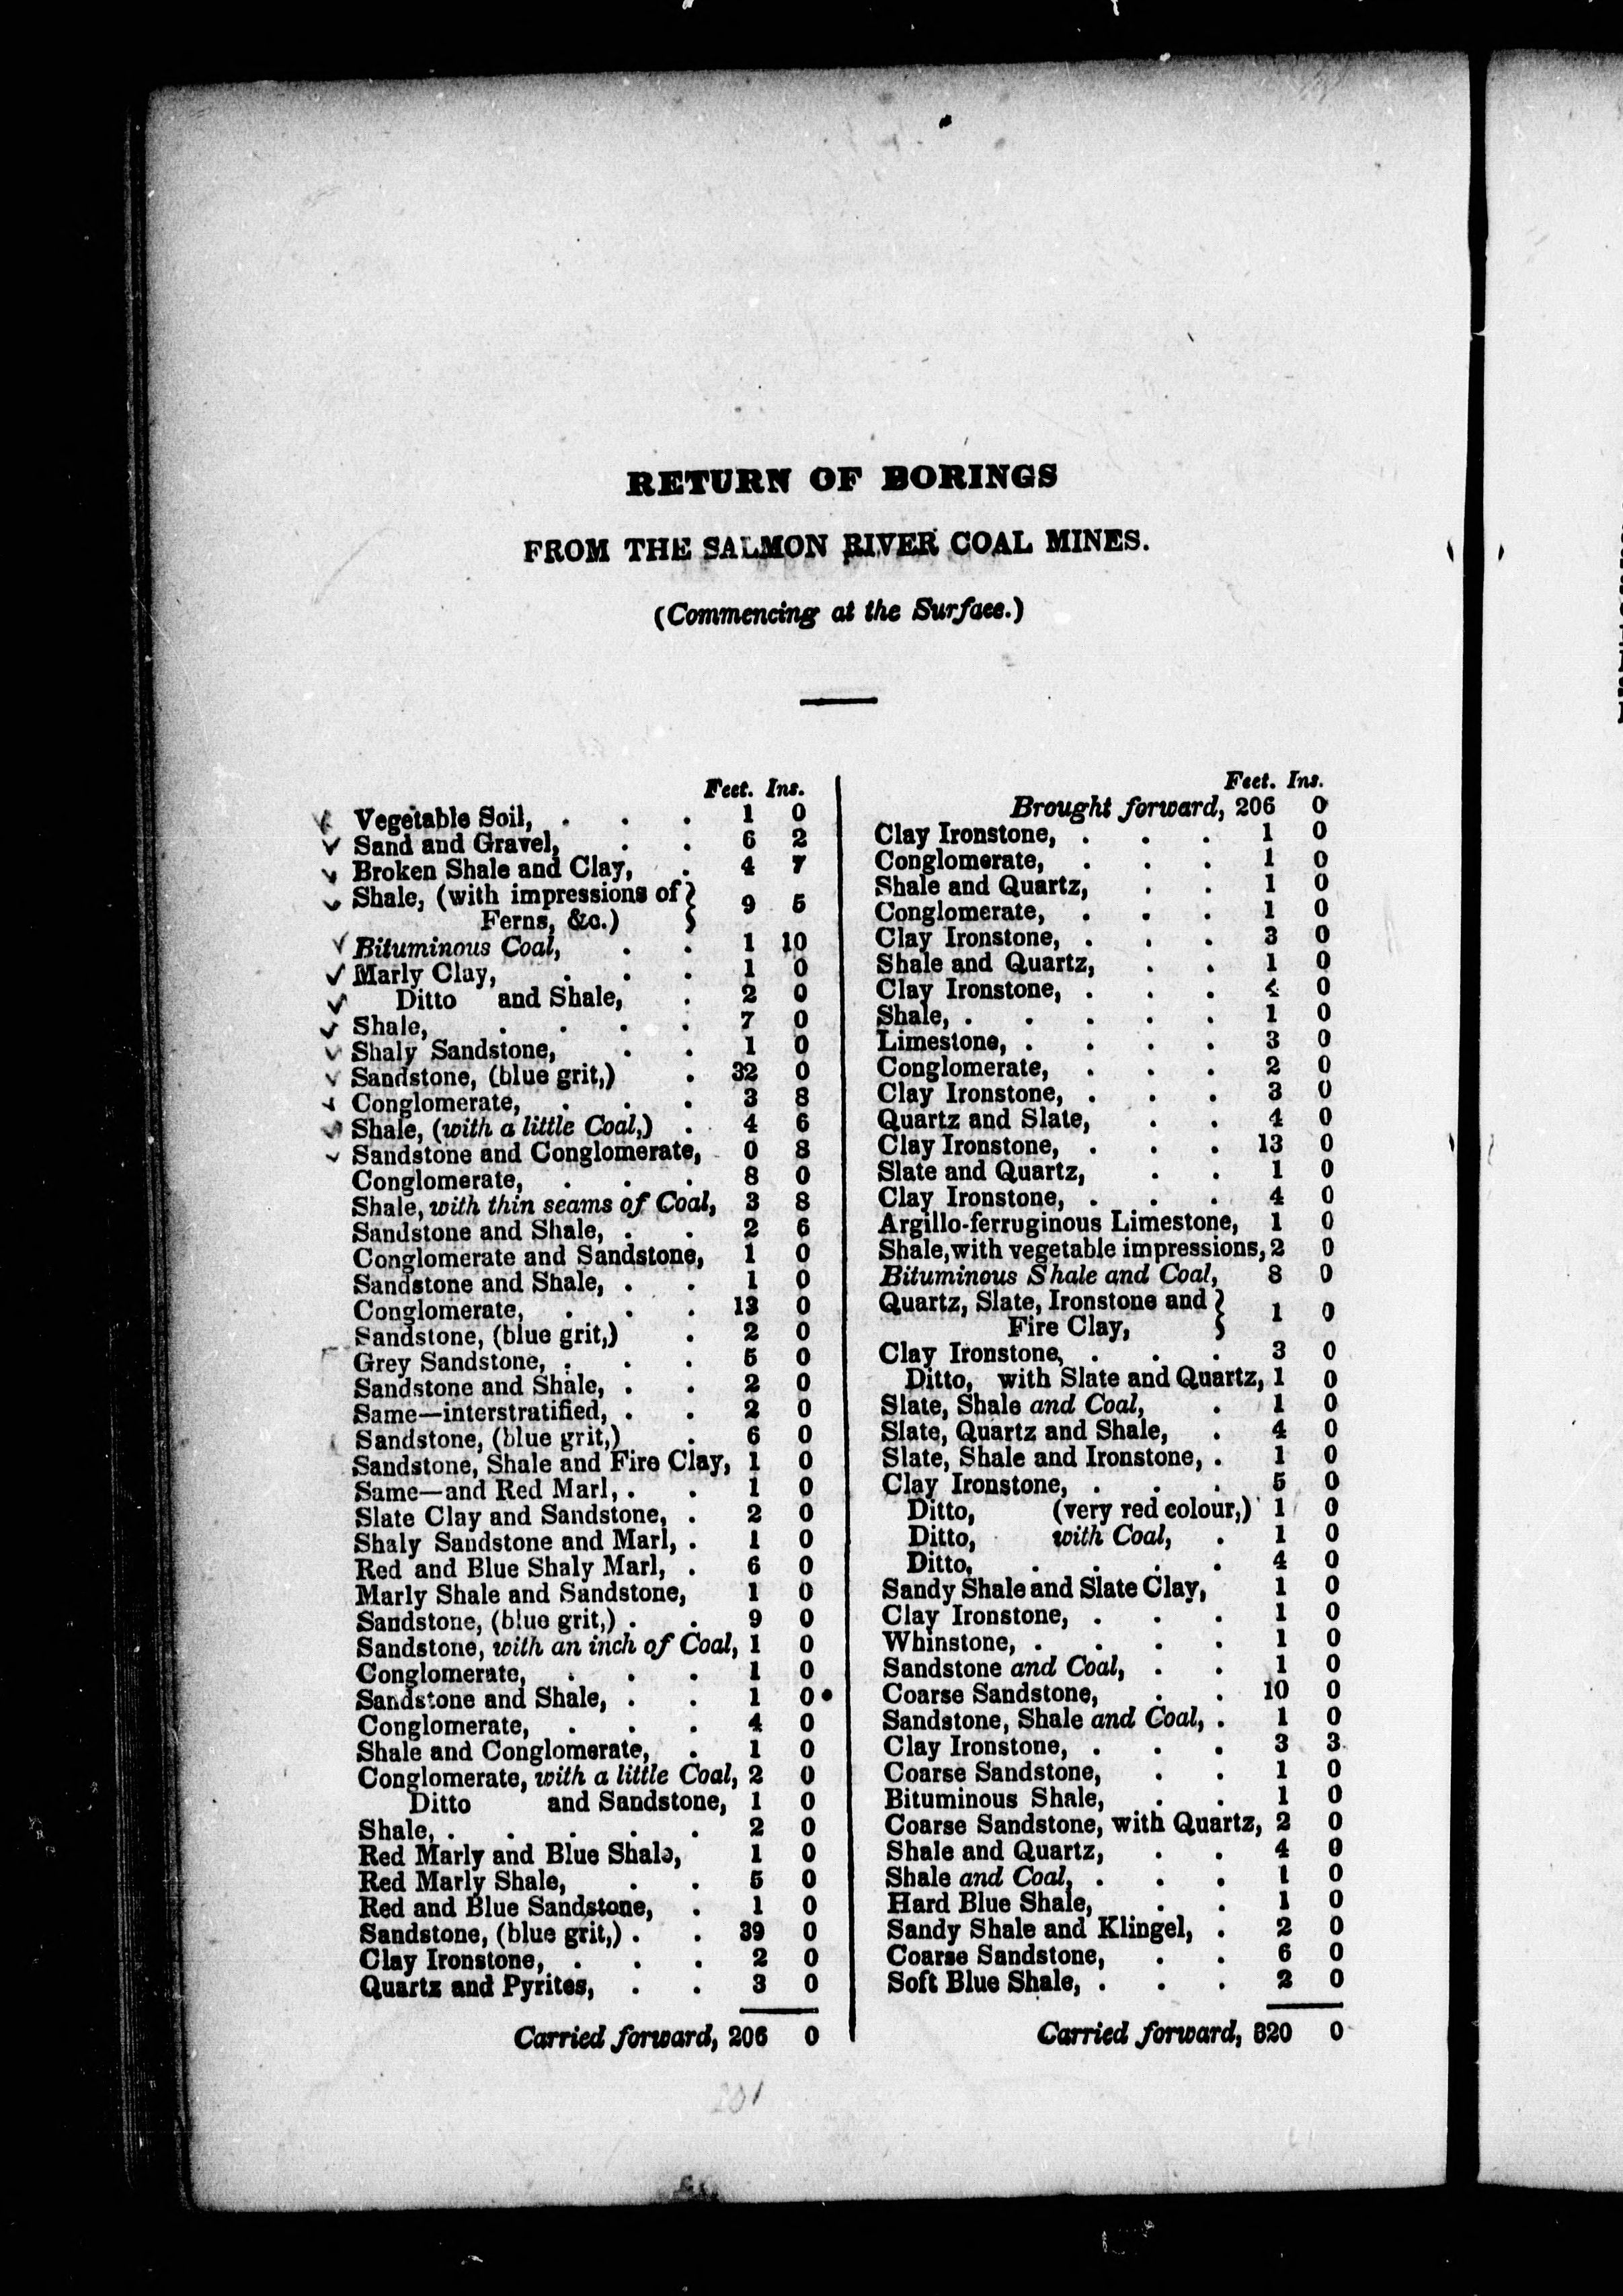 RETURN OF BORINGS
FROM THE SALMON RIVER COAL MINES.
(Commencing at the Surface.)
Feet. Ins.
Vegetable Soil, . . . 1 0
Sand and Gravel, . . 6 2
Broken Shale and Clay, . 4 7
Shale, (with impressions of }
Ferns, &c.) } 9 5
Bituminous Coal, . . 1 10
Marly Clay, . . . 1 0
Ditto and Shale, . 2 0
Shale, . . . . 7 0
Shaly Sandstone, . . 1 0
Sandstone, (blue grit,) . 32 0
Conglomerate, . . . 3 8
Shale, (with a little Coal,) . 4 6
Sandstone and Conglomerate, 0 8
Conglomerate, . . . 8 0
Shale, with thin seams of Coal, 3 8
Sandstone and Shale, . . 2 6
Conglomerate and Sandstone, 1 0
Sandstone and Shale, . . 1 0
Conglomerate, . . . 13 0
Sandstone, (blue grit,) . 2 0
Grey Sandstone, . . . 5 0
Sandstone and Shale, . . 2 0
Same—interstratified, . . 2 0
Sandstone, (blue grit,) . 6 0
Sandstone, Shale and Fire Clay, 1 0
Same—and Red Marl, . . 1 0
Slate Clay and Sandstone, . 2 0
Shaly Sandstone and Marl, . 1 0
Red and Blue Shaly Marl, . 6 0
Marly Shale and Sandstone, 1 0
Sandstone, (blue grit,) . . 9 0
Sandstone, with an inch of Coal, 1 0
Conglomerate, . . . 1 0
Sandstone and Shale, . . 1 0
Conglomerate, . . . 4 0
Shale and Conglomerate, . 1 0
Conglomerate, with a little Coal, 2 0
Ditto and Sandstone, 1 0
Shale, . . . . . 2 0
Red Marly and Blue Shale, 1 0
Red Marly Shale, . . 5 0
Red and Blue Sandstone, . 1 0
Sandstone, (blue grit,) . . 39 0
Clay Ironstone, . . . 2 0
Quartz and Pyrites, . . 3 0
Carried forward, 206 0
201
Feet. Ins.
Brought forward, 206 0
Clay Ironstone, . . . 1 0
Conglomerate, . . . 1 0
Shale and Quartz, . . 1 0
Conglomerate, . . . 1 0
Clay Ironstone, . . . 3 0
Shale and Quartz, . . 1 0
Clay Ironstone, . . . 4 0
Shale, . . . . . 1 0
Limestone, . . . . 3 0
Conglomerate, . . . 2 0
Clay Ironstone, . . . 3 0
Quartz and Slate, . . 4 0
Clay Ironstone, . . . 13 0
Slate and Quartz, . . 1 0
Clay Ironstone, . . . 4 0
Argillo-ferruginous Limestone, 1 0
Shale, with vegetable impressions, 2 0
Bituminous Shale and Coal, 8 0
Quartz, Slate, Ironstone and }
Fire Clay, } 1 0
Clay Ironstone, . . . 3 0
Ditto, with Slate and Quartz, 1 0
Slate, Shale and Coal, . 1 0
Slate, Quartz and Shale, . 4 0
Slate, Shale and Ironstone, . 1 0
Clay Ironstone, . . . 5 0
Ditto, (very red colour,) 1 0
Ditto, with Coal, . 1 0
Ditto, . . . . 4 0
Sandy Shale and Slate Clay, 1 0
Clay Ironstone, . . . 1 0
Whinstone, . . . . 1 0
Sandstone and Coal, . . 1 0
Coarse Sandstone, . . 10 0
Sandstone, Shale and Coal, . 1 0
Clay Ironstone, . . . 3 3
Coarse Sandstone, . . 1 0
Bituminous Shale, . . 1 0
Coarse Sandstone, with Quartz, 2 0
Shale and Quartz, . . 4 0
Shale and Coal, . . . 1 0
Hard Blue Shale, . . 1 0
Sandy Shale and Klingel, . 2 0
Coarse Sandstone, . . 6 0
Soft Blue Shale, . . . 2 0
Carried forward, 320 0